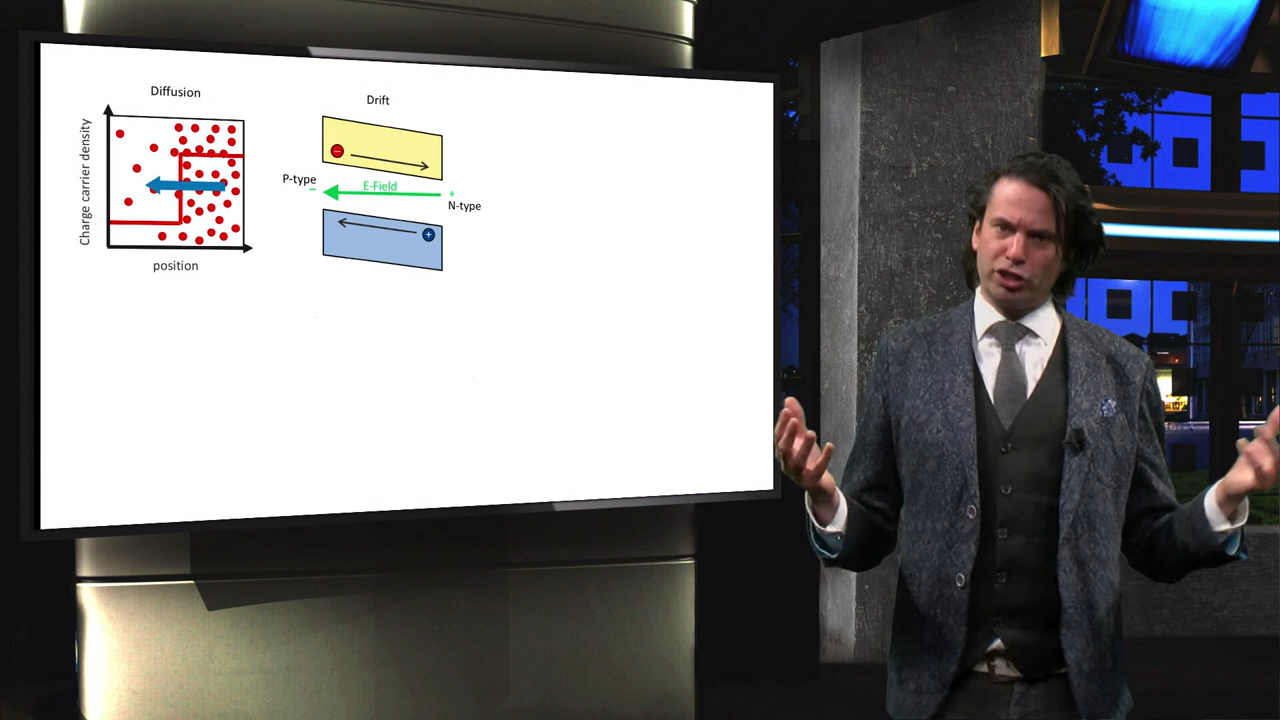 Diffusion
Charge carrier density
position
Drift
−
P-type
−
E-Field
+
N-type
+